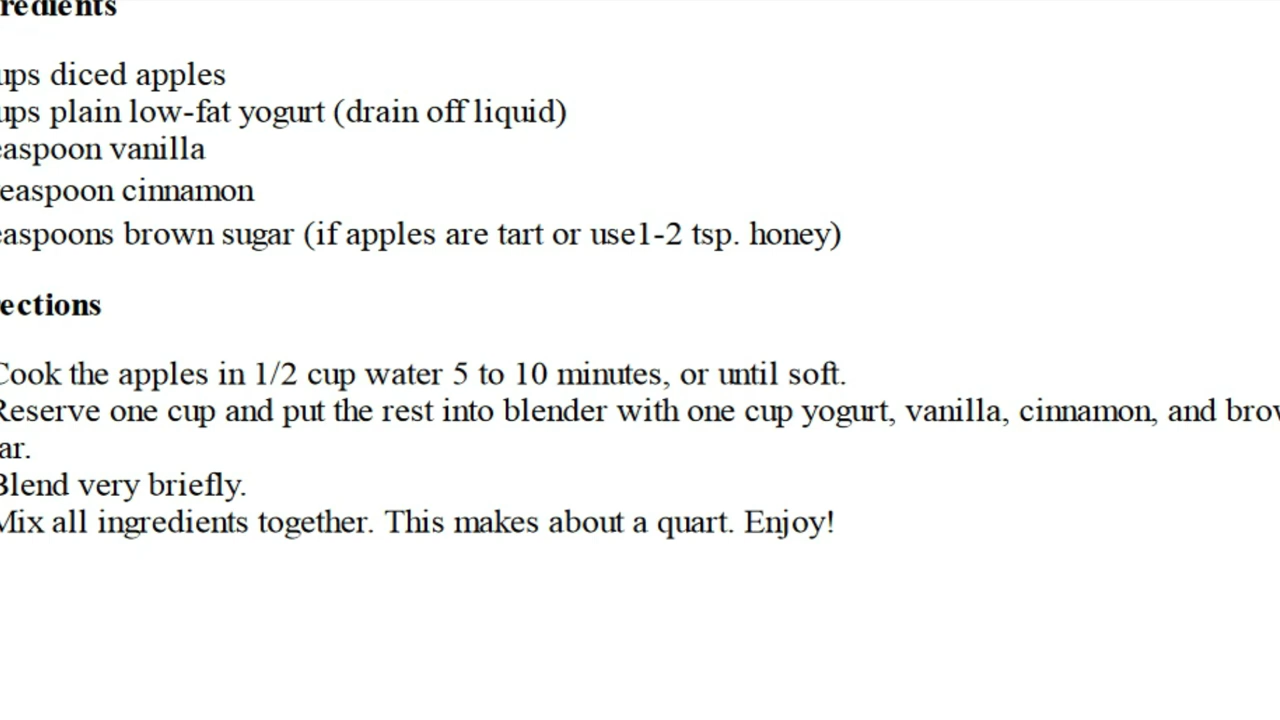 redients
ups diced apples
ups plain low-fat yogurt (drain off liquid)
easpoon vanilla
easpoon cinnamon
easpoons brown sugar (if apples are tart or use1-2 tsp. honey)
ections
Cook the apples in 1/2 cup water 5 to 10 minutes, or until soft.
Reserve one cup and put the rest into blender with one cup yogurt, vanilla, cinnamon, and brow
ar.
Blend very briefly.
Mix all ingredients together. This makes about a quart. Enjoy!